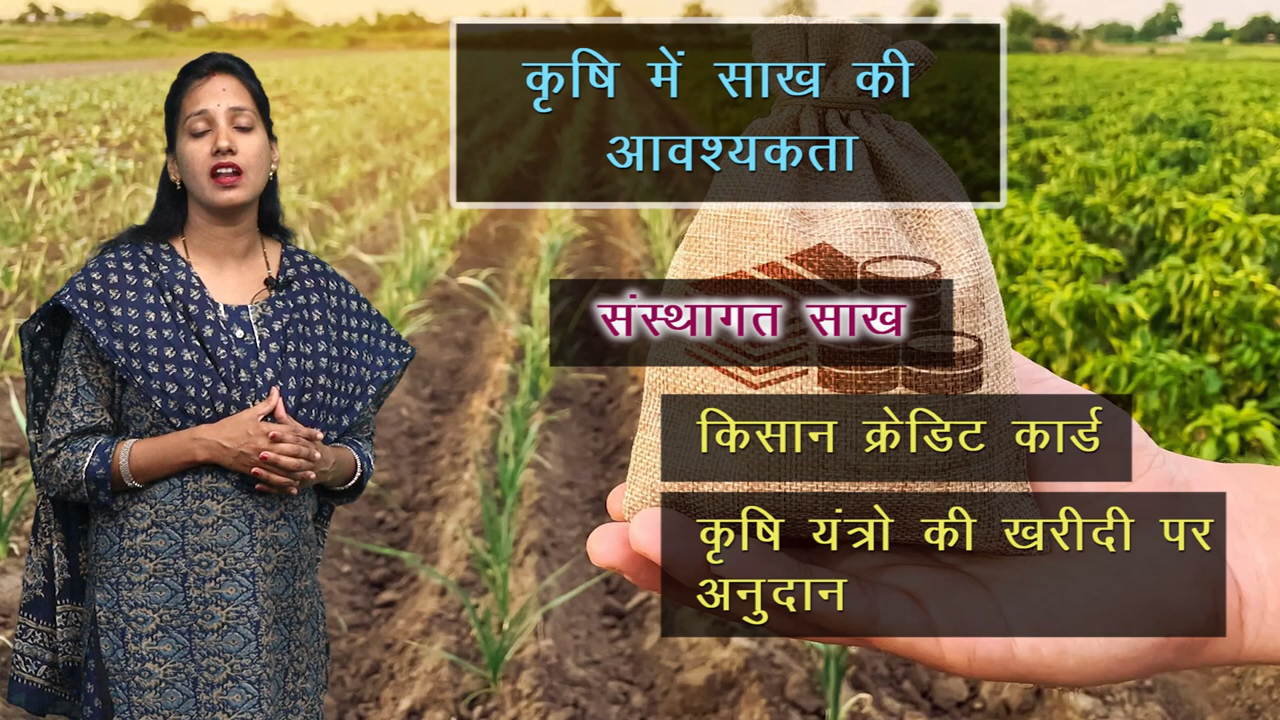 कृषि में साख की
आवश्यकता
संस्थागत साख
किसान क्रेडिट कार्ड
कृषि यंत्रो की खरीदी पर
अनुदान